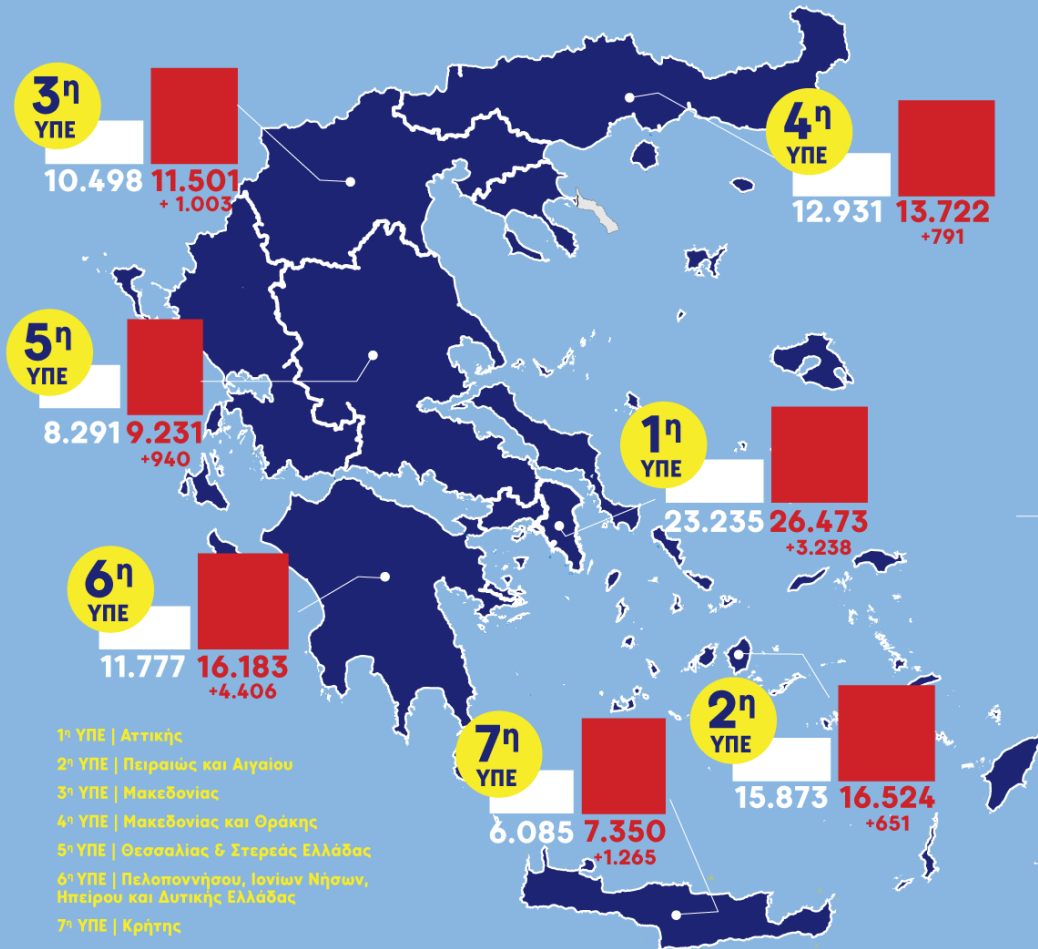 3η
ΥΠΕ
10.498 11.501
+ 1.003
4η
ΥΠΕ
12.931 13.722
+791
5η
ΥΠΕ
8.291 9.231
+940
1η
ΥΠΕ
23.235 26.473
+3.238
6η
ΥΠΕ
11.777 16.183
+4.406
2η
ΥΠΕ
15.873 16.524
+651
7η
ΥΠΕ
6.085 7.350
+1.265
1η ΥΠΕ | Αττικής
2η ΥΠΕ | Πειραιώς και Αιγαίου
3η ΥΠΕ | Μακεδονίας
4η ΥΠΕ | Μακεδονίας και Θράκης
5η ΥΠΕ | Θεσσαλίας & Στερεάς Ελλάδας
6η ΥΠΕ | Πελοποννήσου, Ιονίων Νήσων,
Ηπείρου και Δυτικής Ελλάδας
7η ΥΠΕ | Κρήτης